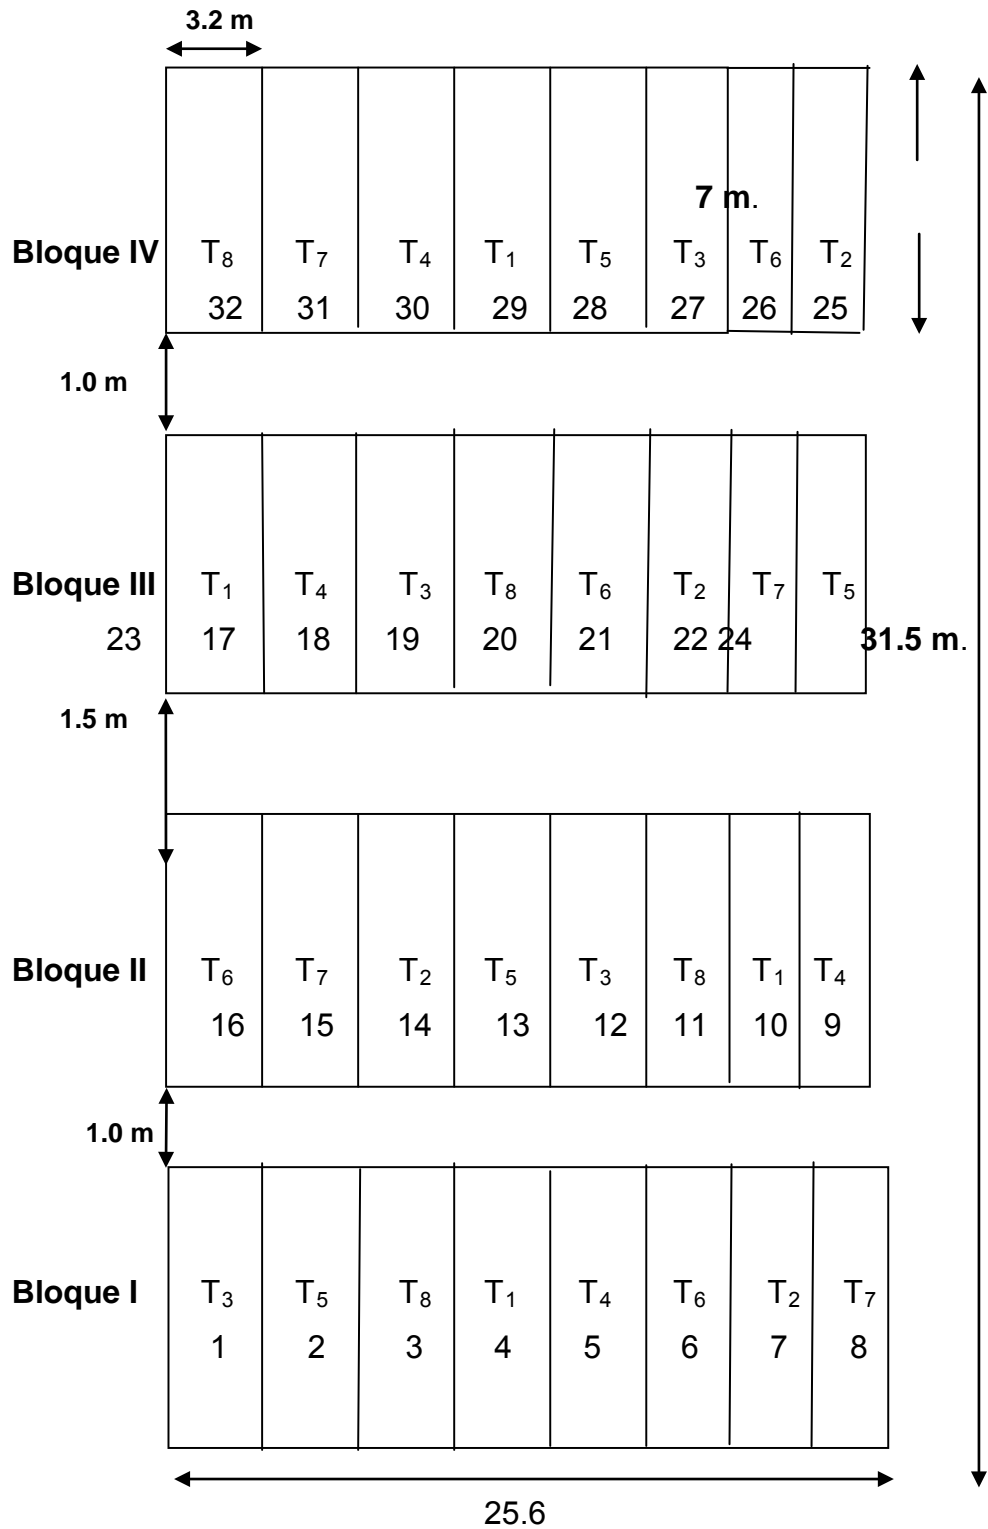 3.2 m
7 m.
Bloque IV T₈ T₇ T₄ T₁ T₅ T₃ T₆ T₂
32 31 30 29 28 27 26 25
1.0 m
Bloque III T₁ T₄ T₃ T₈ T₆ T₂ T₇ T₅
23 17 18 19 20 21 22 24 31.5 m.
1.5 m
Bloque II T₆ T₇ T₂ T₅ T₃ T₈ T₁ T₄
16 15 14 13 12 11 10 9
1.0 m
Bloque I T₃ T₅ T₈ T₁ T₄ T₆ T₂ T₇
1 2 3 4 5 6 7 8
25.6